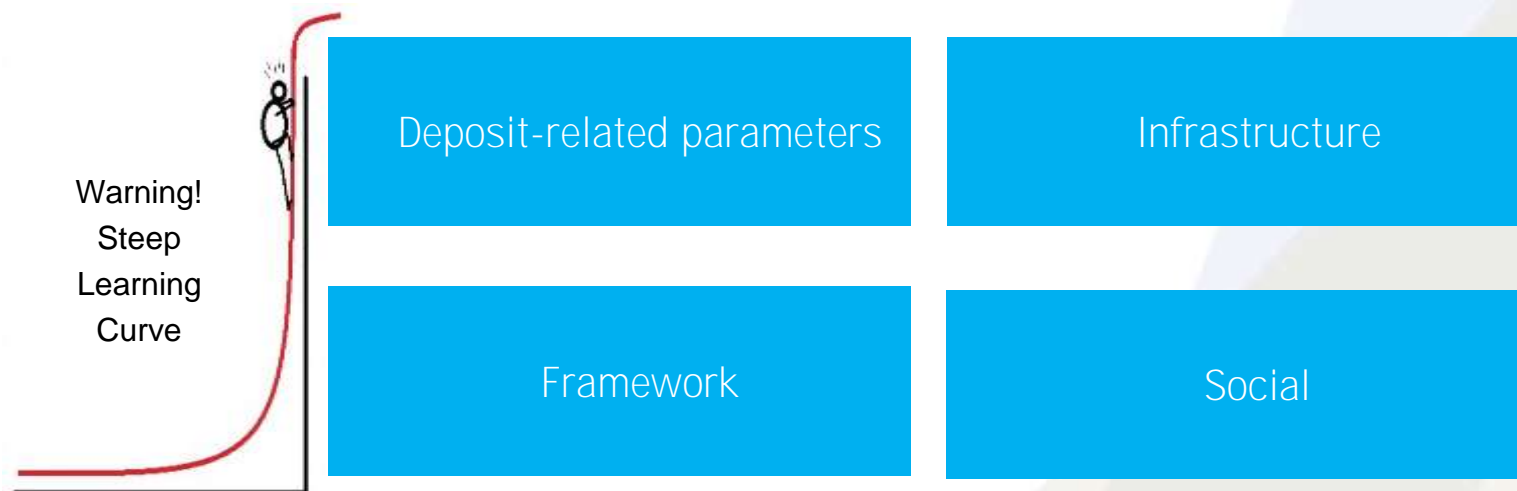 Warning!
Steep
Learning
Curve
Deposit-related parameters
Infrastructure
Framework
Social